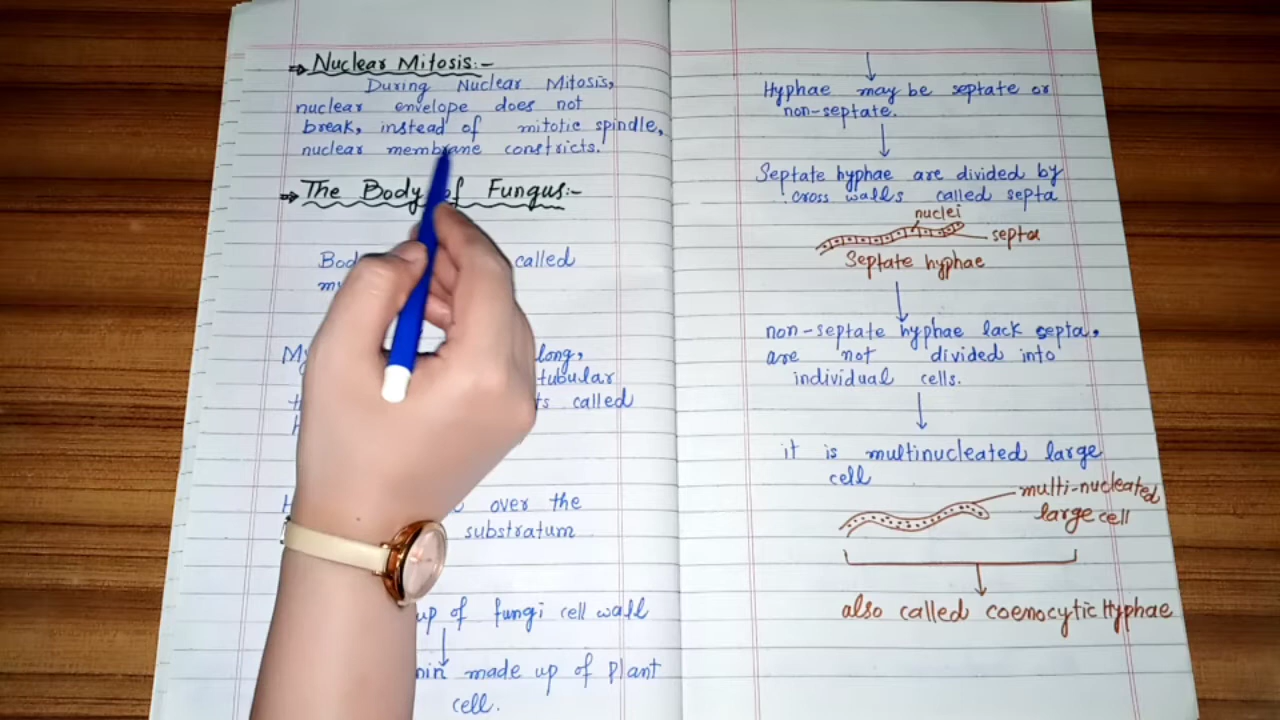 ⇒ Nuclear Mitosis:-
During Nuclear Mitosis,
nuclear envelope does not
break, instead of mitotic spindle,
nuclear membrane constricts.
⇒ The Body of Fungus:-
called
long,
tubular
called
over the
substratum
up of fungi cell wall
made up of plant
cell.
Hyphae may be septate or
non-septate.
Septate hyphae are divided by
cross walls called septa
nuclei
septa
Septate hyphae
non-septate hyphae lack septa,
are not divided into
individual cells.
it is multinucleated large
cell
multi-nucleated
large cell
also called coenocytic Hyphae